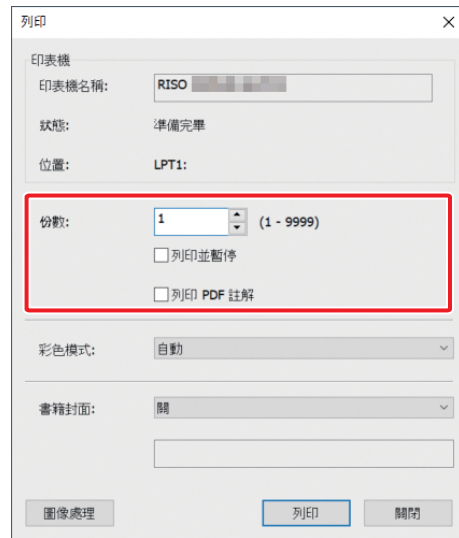 列印
印表機
印表機名稱: RISO
狀態: 準備完畢
位置: LPT1:
份數: 1 (1 - 9999)
列印並暫停
列印 PDF 註解
彩色模式: 自動
書籍封面: 關
圖像處理 列印 關閉